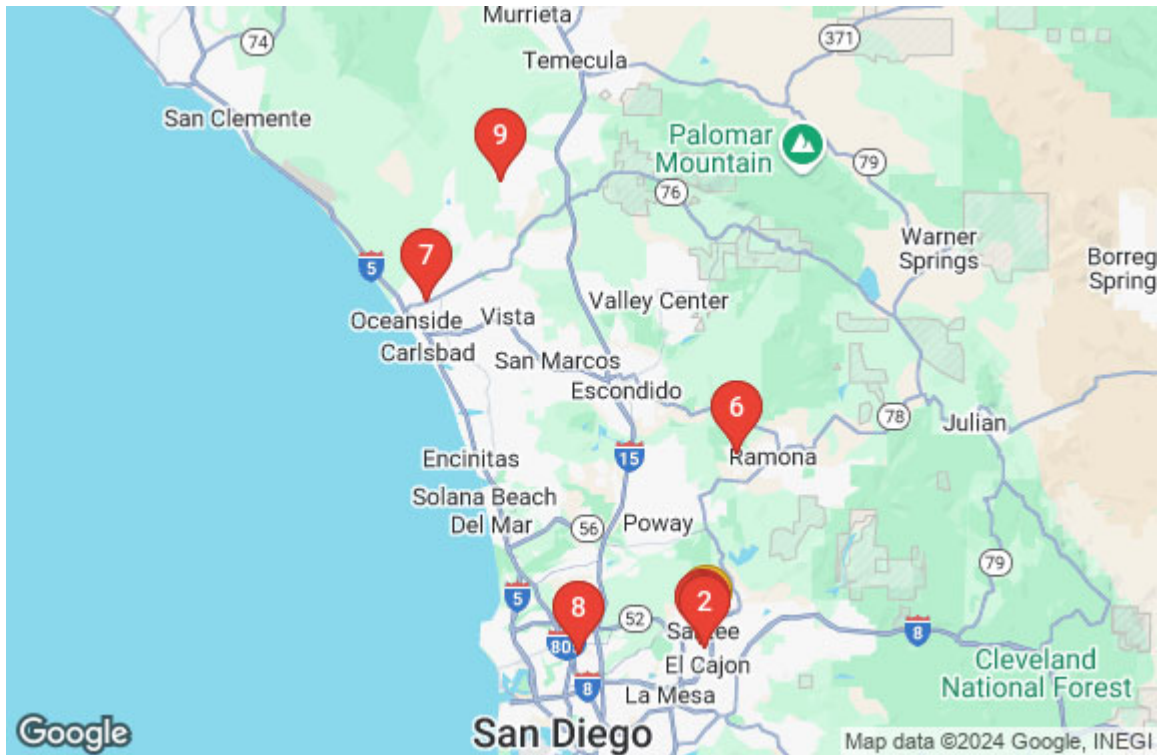 Murrieta
74
371
Temecula
San Clemente
9
Palomar
Mountain
79
76
7
5
Warner
Springs
Borreg
Spring
Valley Center
Oceanside
Vista
Carlsbad
San Marcos
Escondido
6
78
Julian
Encinitas
15
Ramona
Solana Beach
Del Mar
56
Poway
79
5
8
2
52
El Cajon
8
La Mesa
8
Cleveland
National Forest
San Diego
Google
Map data ©2024 Google, INEGI